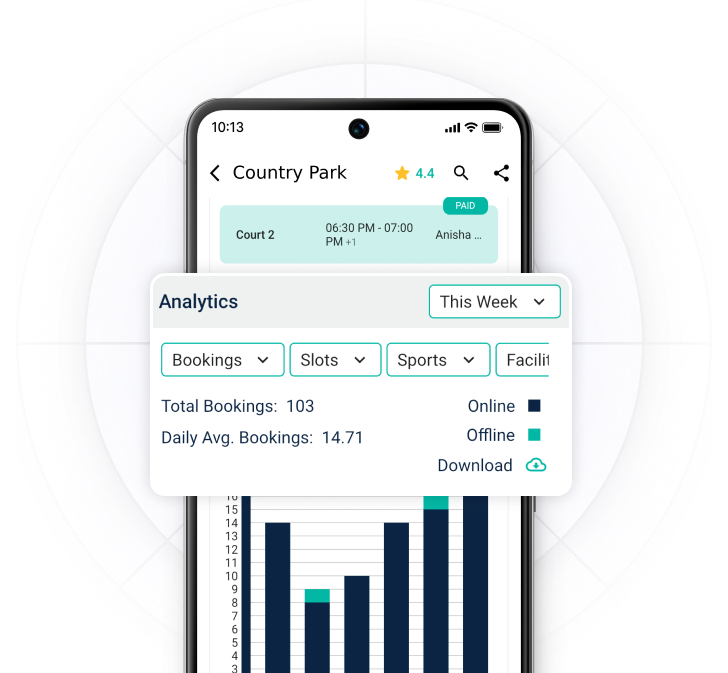 10:13
Country Park 4.4
PAID
Court 2 06:30 PM - 07:00 Anisha ...
PM +1
Analytics This Week
Bookings Slots Sports Facilit
Total Bookings: 103 Online
Daily Avg. Bookings: 14.71 Offline
Download
16
15
14
13
12
11
10
9
8
7
6
5
4
3